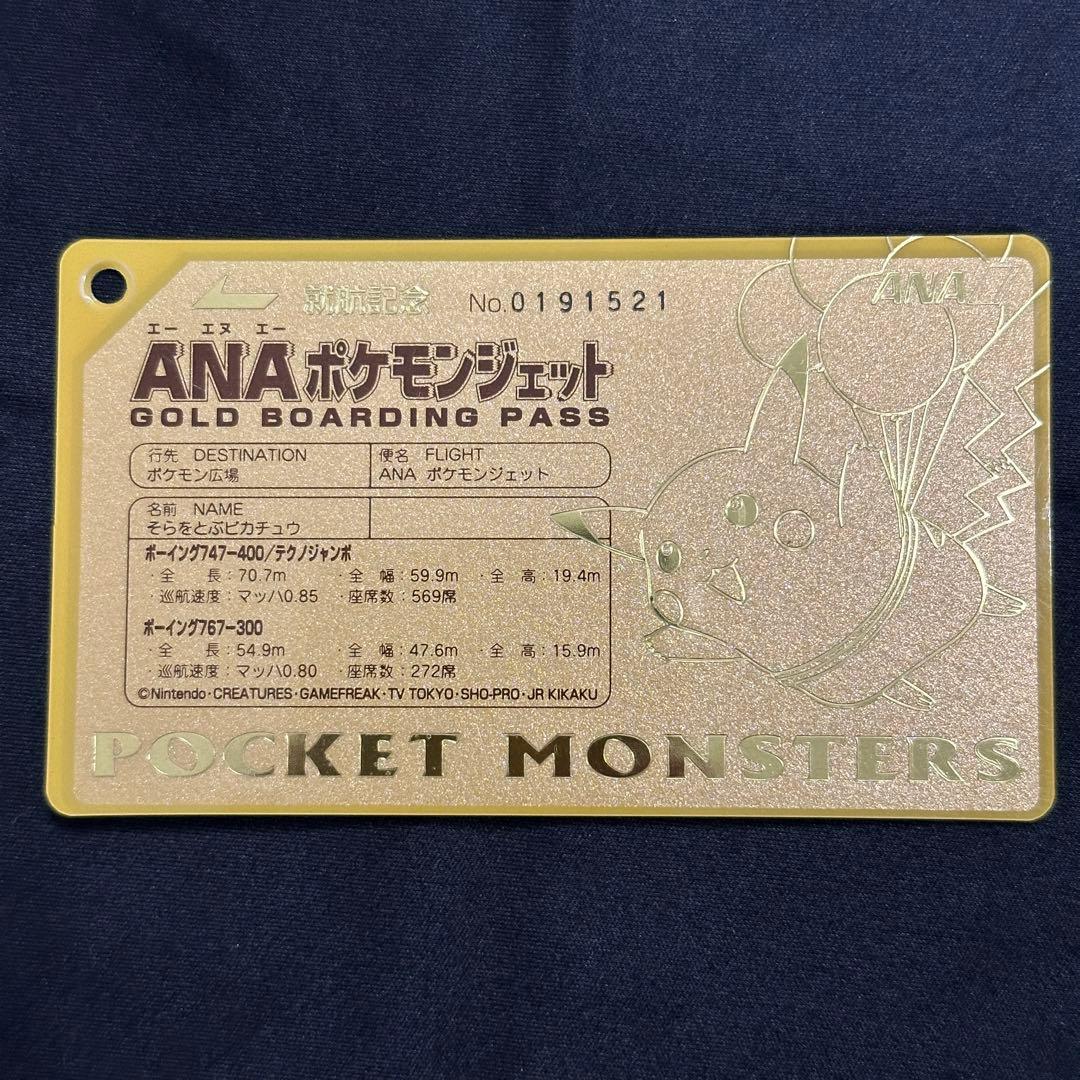 就航記念 No.0191521 ANA
エー エヌ エー
ANAポケモンジェット
GOLD BOARDING PASS
行先 DESTINATION
ポケモン広場
便名 FLIGHT
ANA ポケモンジェット
名前 NAME
そらをとぶピカチュウ
ボーイング747-400/テクノジャンボ
・全 長:70.7m ・全 幅:59.9m ・全 高:19.4m
・巡航速度:マッハ0.85 ・座席数:569席
ボーイング767-300
・全 長:54.9m ・全 幅:47.6m ・全 高:15.9m
・巡航速度:マッハ0.80 ・座席数:272席
©Nintendo・CREATURES・GAMEFREAK・TV TOKYO・SHO-PRO・JR KIKAKU
POCKET MONSTERS